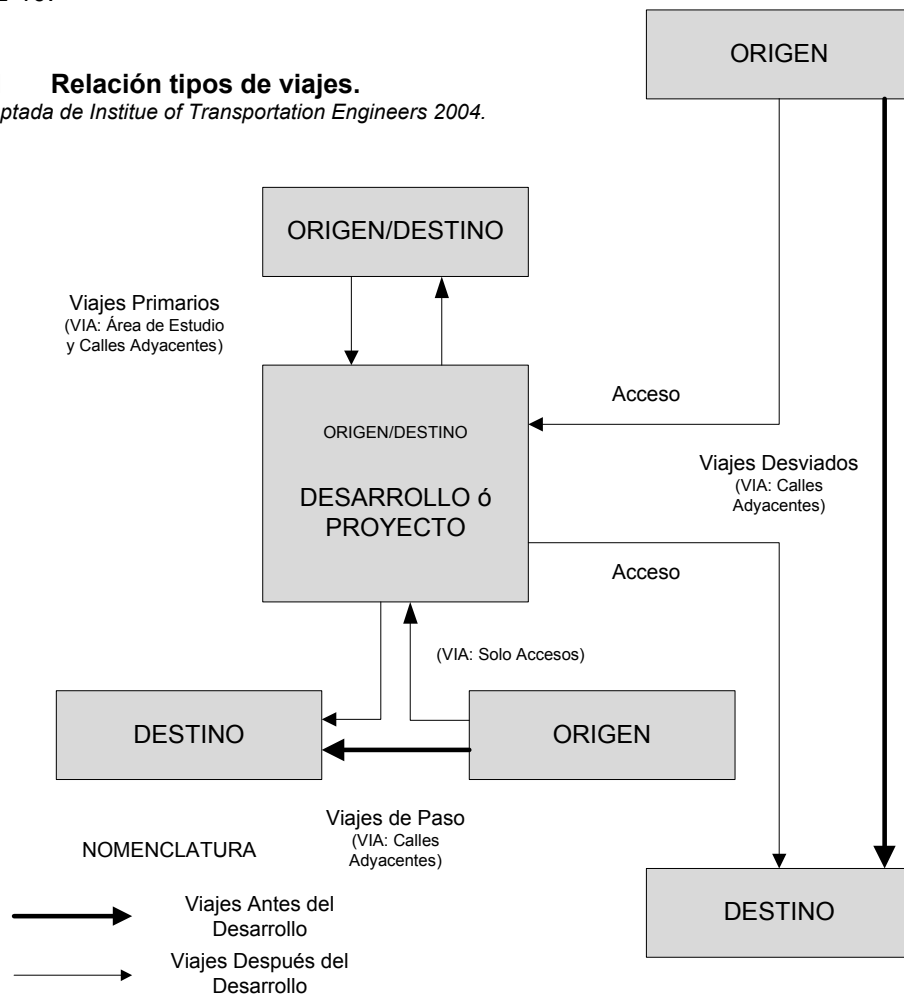 Relación tipos de viajes.
de Institue of Transportation Engineers 2004.
ORIGEN
ORIGEN/DESTINO
Viajes Primarios
(VIA: Área de Estudio
y Calles Adyacentes)
Acceso
ORIGEN/DESTINO
DESARROLLO ó
PROYECTO
Viajes Desviados
(VIA: Calles
Adyacentes)
Acceso
(VIA: Solo Accesos)
DESTINO
ORIGEN
Viajes de Paso
(VIA: Calles
Adyacentes)
NOMENCLATURA
DESTINO
Viajes Antes del
Desarrollo
Viajes Después del
Desarrollo